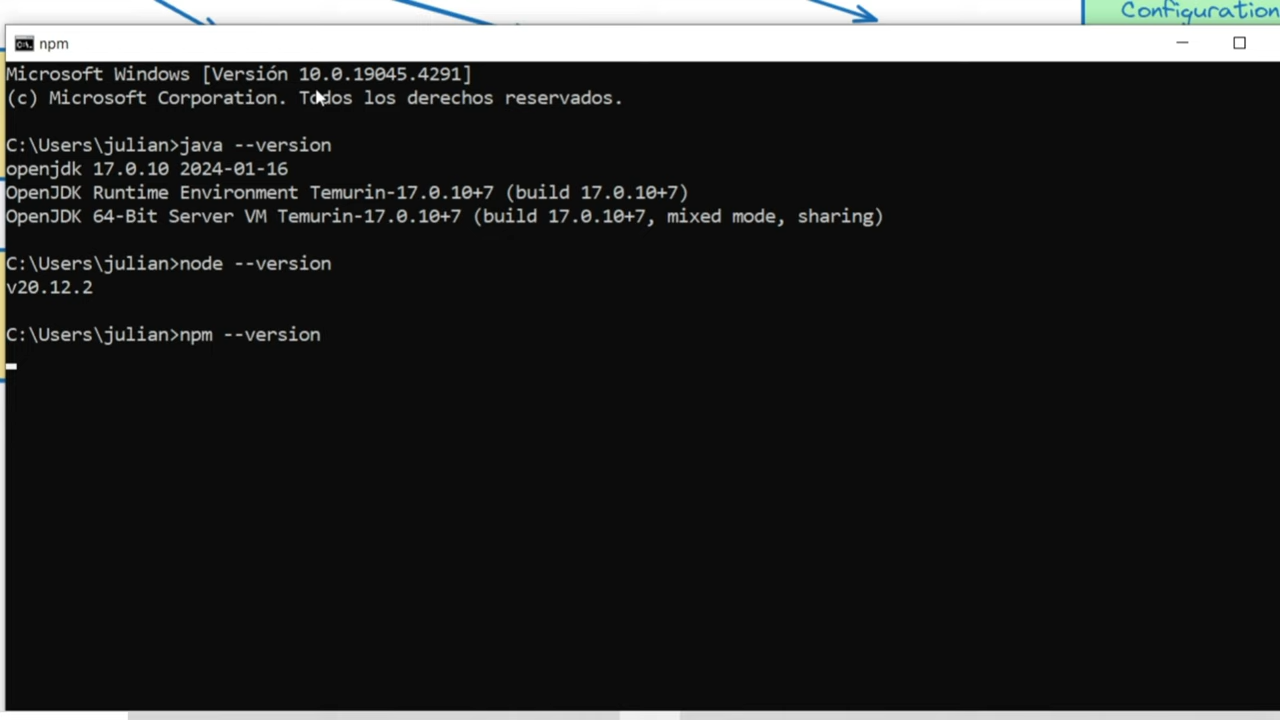 Configuration
npm
Microsoft Windows [Versión 10.0.19045.4291]
(c) Microsoft Corporation. Todos los derechos reservados.
C:\Users\julian>java --version
openjdk 17.0.10 2024-01-16
OpenJDK Runtime Environment Temurin-17.0.10+7 (build 17.0.10+7)
OpenJDK 64-Bit Server VM Temurin-17.0.10+7 (build 17.0.10+7, mixed mode, sharing)
C:\Users\julian>node --version
v20.12.2
C:\Users\julian>npm --version